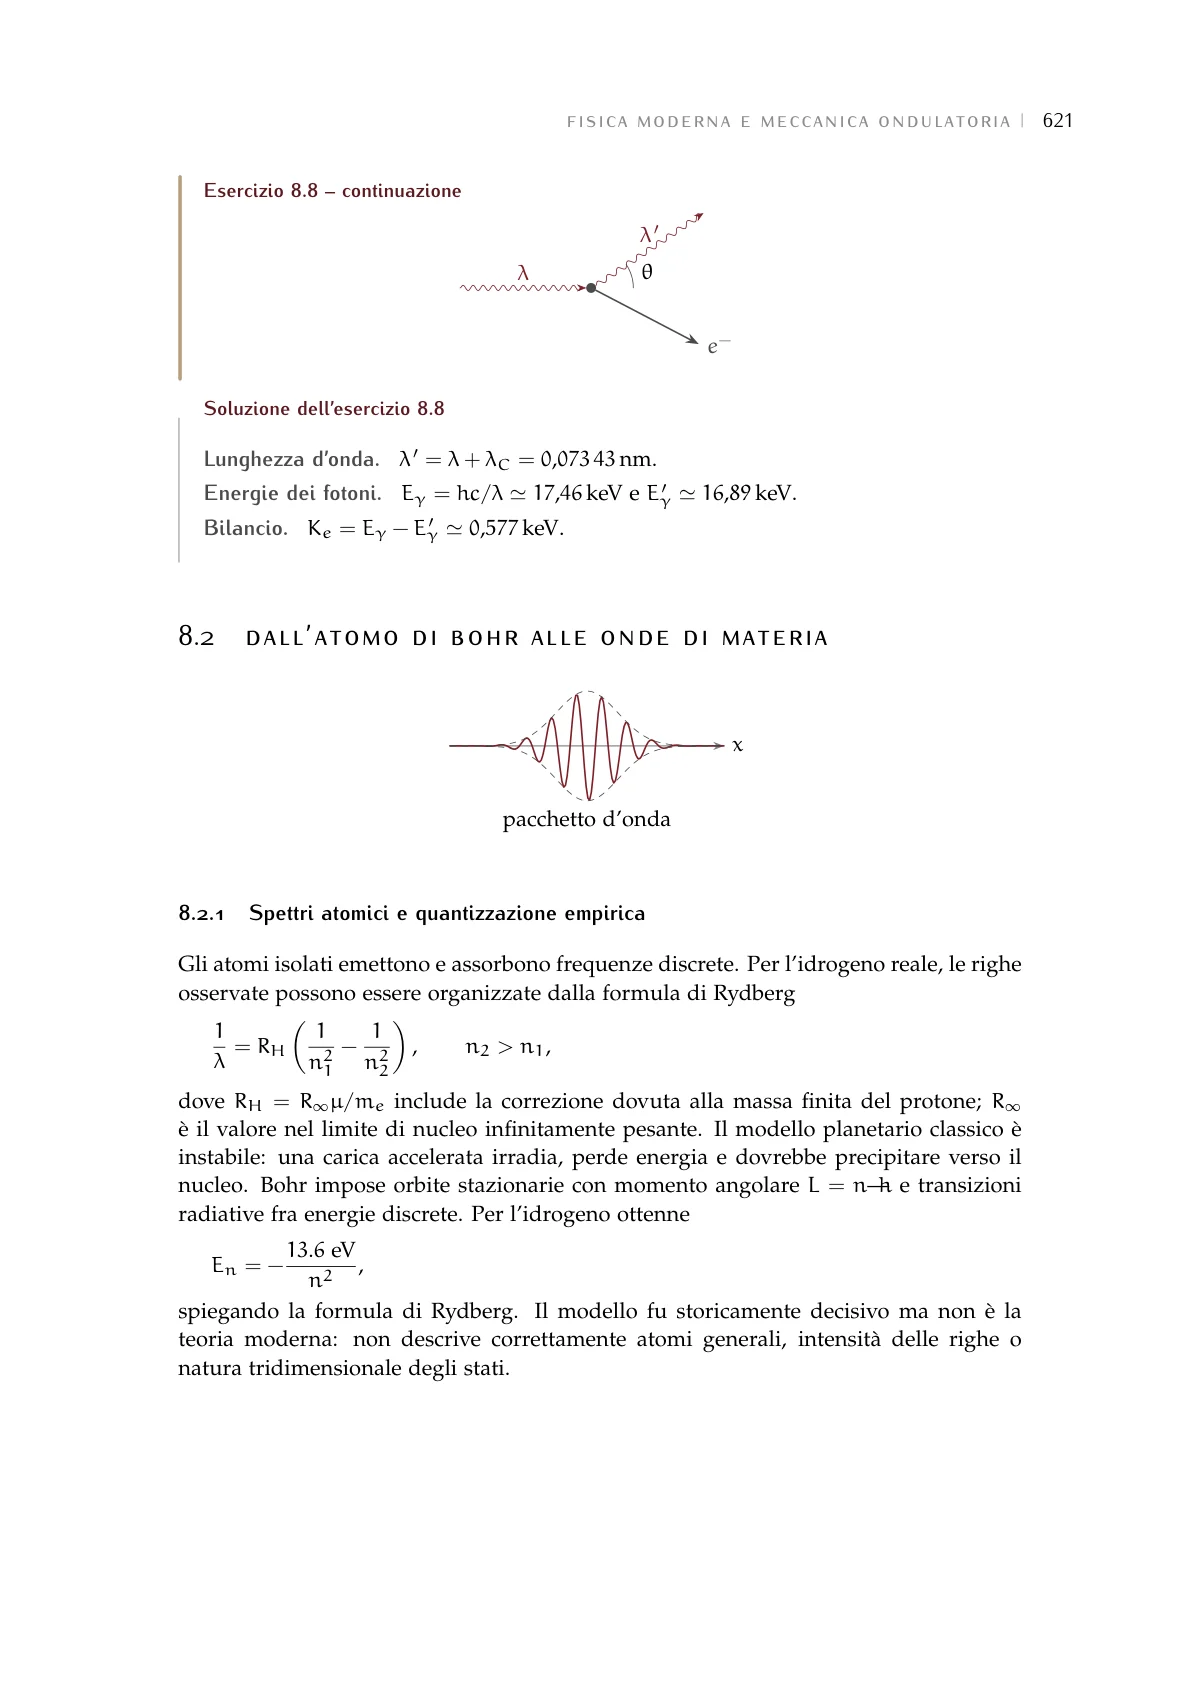 FISICA MODERNA E MECCANICA ONDULATORIA | 621
Esercizio 8.8 – continuazione
λ′
λ
θ
e⁻
Soluzione dell'esercizio 8.8
Lunghezza d'onda. λ′ = λ + λ_C = 0,073 43 nm.
Energie dei fotoni. E_γ = hc/λ ≃ 17,46 keV e E′_γ ≃ 16,89 keV.
Bilancio. K_e = E_γ − E′_γ ≃ 0,577 keV.
8.2 DALL'ATOMO DI BOHR ALLE ONDE DI MATERIA
x
pacchetto d'onda
8.2.1 Spettri atomici e quantizzazione empirica
Gli atomi isolati emettono e assorbono frequenze discrete. Per l'idrogeno reale, le righe
osservate possono essere organizzate dalla formula di Rydberg
1/λ = R_H (1/n₁² − 1/n₂²), n₂ > n₁,
dove R_H = R_∞μ/m_e include la correzione dovuta alla massa finita del protone; R_∞
è il valore nel limite di nucleo infinitamente pesante. Il modello planetario classico è
instabile: una carica accelerata irradia, perde energia e dovrebbe precipitare verso il
nucleo. Bohr impose orbite stazionarie con momento angolare L = nħ e transizioni
radiative fra energie discrete. Per l'idrogeno ottenne
E_n = −13.6 eV/n²,
spiegando la formula di Rydberg. Il modello fu storicamente decisivo ma non è la
teoria moderna: non descrive correttamente atomi generali, intensità delle righe o
natura tridimensionale degli stati.